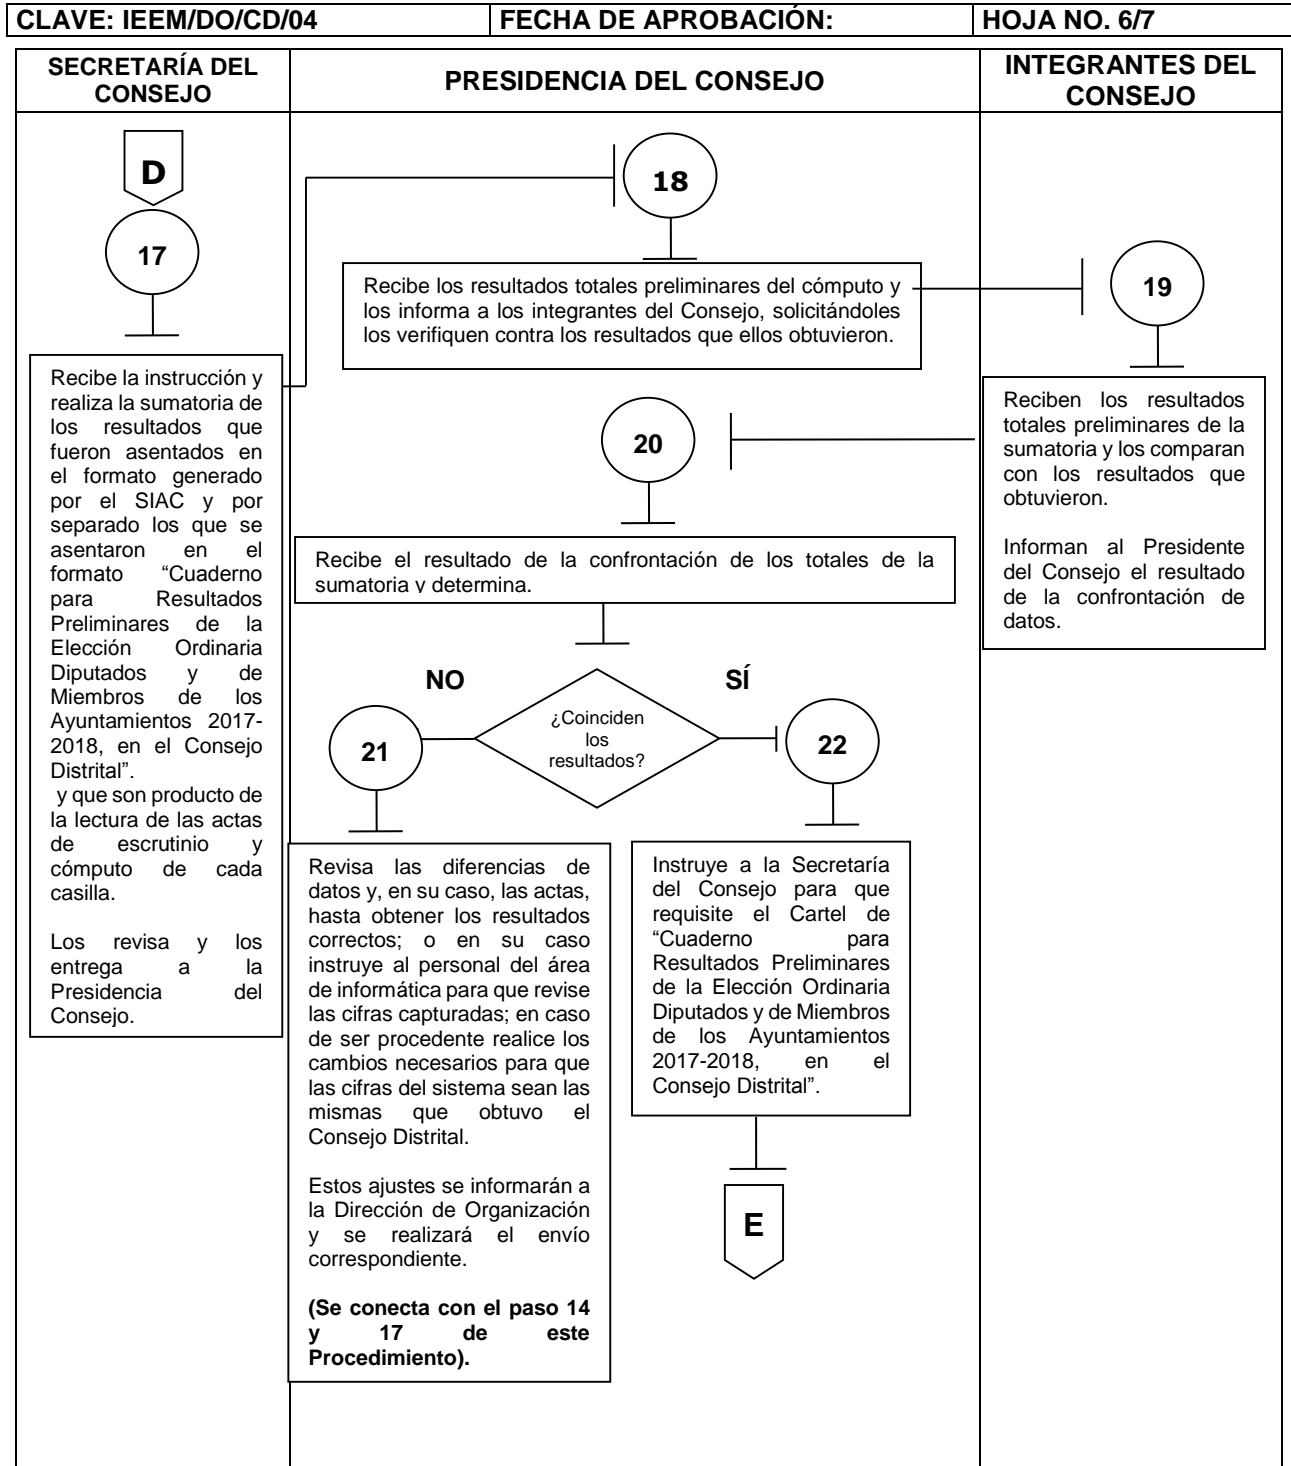 CLAVE: IEEM/DO/CD/04
FECHA DE APROBACIÓN:
HOJA NO. 6/7
SECRETARÍA DEL
CONSEJO
PRESIDENCIA DEL CONSEJO
INTEGRANTES DEL
CONSEJO
D
17
Recibe la instrucción y
realiza la sumatoria de
los resultados que
fueron asentados en
el formato generado
por el SIAC y por
separado los que se
asentaron en el
formato “Cuaderno
para Resultados
Preliminares de la
Elección Ordinaria
Diputados y de
Miembros de los
Ayuntamientos 2017-
2018, en el Consejo
Distrital”.
y que son producto de
la lectura de las actas
de escrutinio y
cómputo de cada
casilla.
Los revisa y los
entrega a la
Presidencia del
Consejo.
18
Recibe los resultados totales preliminares del cómputo y
los informa a los integrantes del Consejo, solicitándoles
los verifiquen contra los resultados que ellos obtuvieron.
19
Reciben los resultados
totales preliminares de la
sumatoria y los comparan
con los resultados que
obtuvieron.
Informan al Presidente
del Consejo el resultado
de la confrontación de
datos.
20
Recibe el resultado de la confrontación de los totales de la
sumatoria y determina.
NO
SÍ
¿Coinciden
los
resultados?
21
22
Revisa las diferencias de
datos y, en su caso, las actas,
hasta obtener los resultados
correctos; o en su caso
instruye al personal del área
de informática para que revise
las cifras capturadas; en caso
de ser procedente realice los
cambios necesarios para que
las cifras del sistema sean las
mismas que obtuvo el
Consejo Distrital.
Estos ajustes se informarán a
la Dirección de Organización
y se realizará el envío
correspondiente.
(Se conecta con el paso 14
y 17 de este
Procedimiento).
Instruye a la Secretaría
del Consejo para que
requisite el Cartel de
“Cuaderno para
Resultados Preliminares
de la Elección Ordinaria
Diputados y de Miembros
de los Ayuntamientos
2017-2018, en el
Consejo Distrital”.
E